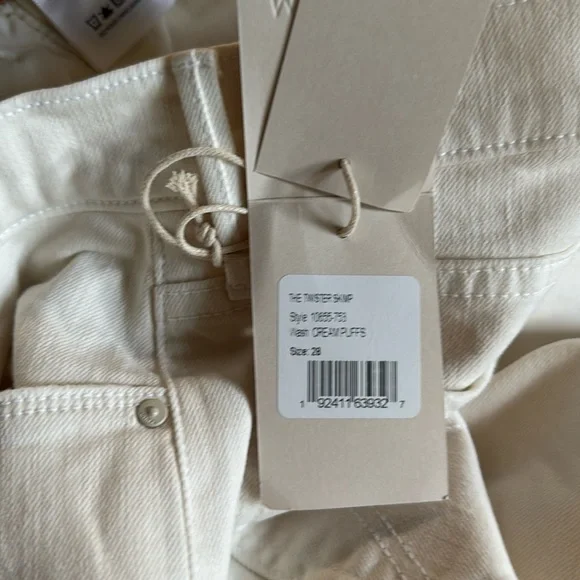 THE TWISTER SKIMP
Style: 10655-753
Wash: CREAM PUFFS
Size: 28
1 92411 63932 7